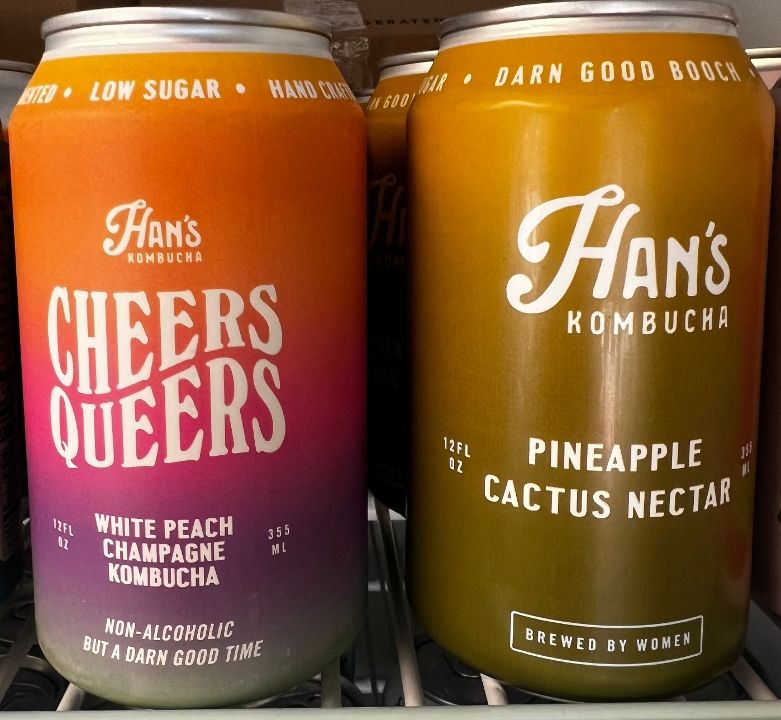 LOW SUGAR • HAND
HAN'S
KOMBUCHA
CHEERS
QUEERS
12FL
OZ
WHITE PEACH
CHAMPAGNE
KOMBUCHA
355
ML
NON-ALCOHOLIC
BUT A DARN GOOD TIME
• DARN GOOD BOOCH •
HAN'S
KOMBUCHA
12FL
OZ
PINEAPPLE
CACTUS NECTAR
BREWED BY WOMEN